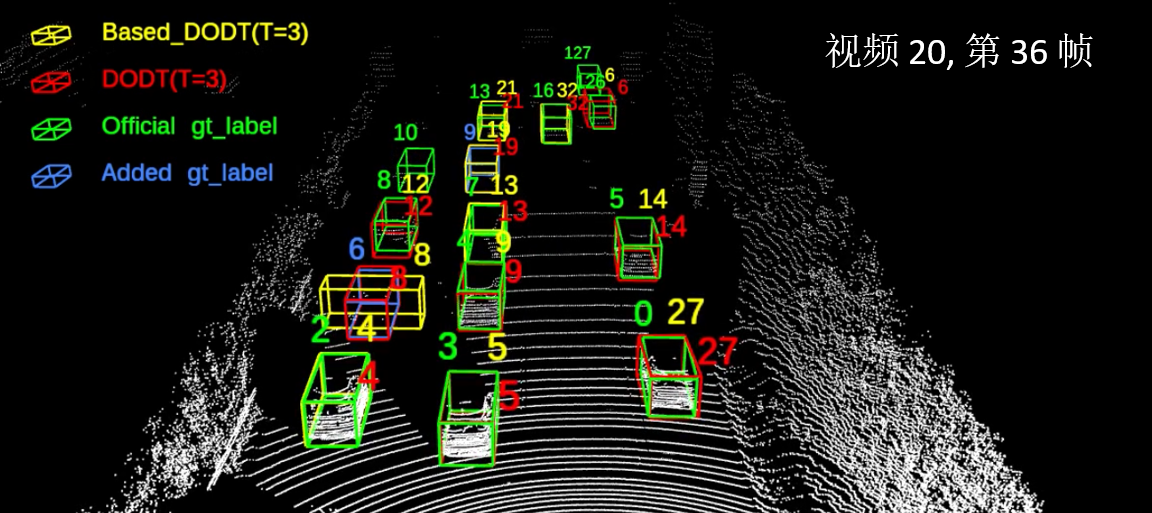 Based_DODT(T=3)
DODT(T=3)
Official gt_label
Added gt_label
视频 20, 第 36 帧
127
6
13 21
16 32 126 6
21 32
10 9 19
19
8 12 7 13
12 13
5 14
14
6 8 4 9
8 9
0 27
2 4 27
3 5
4 5